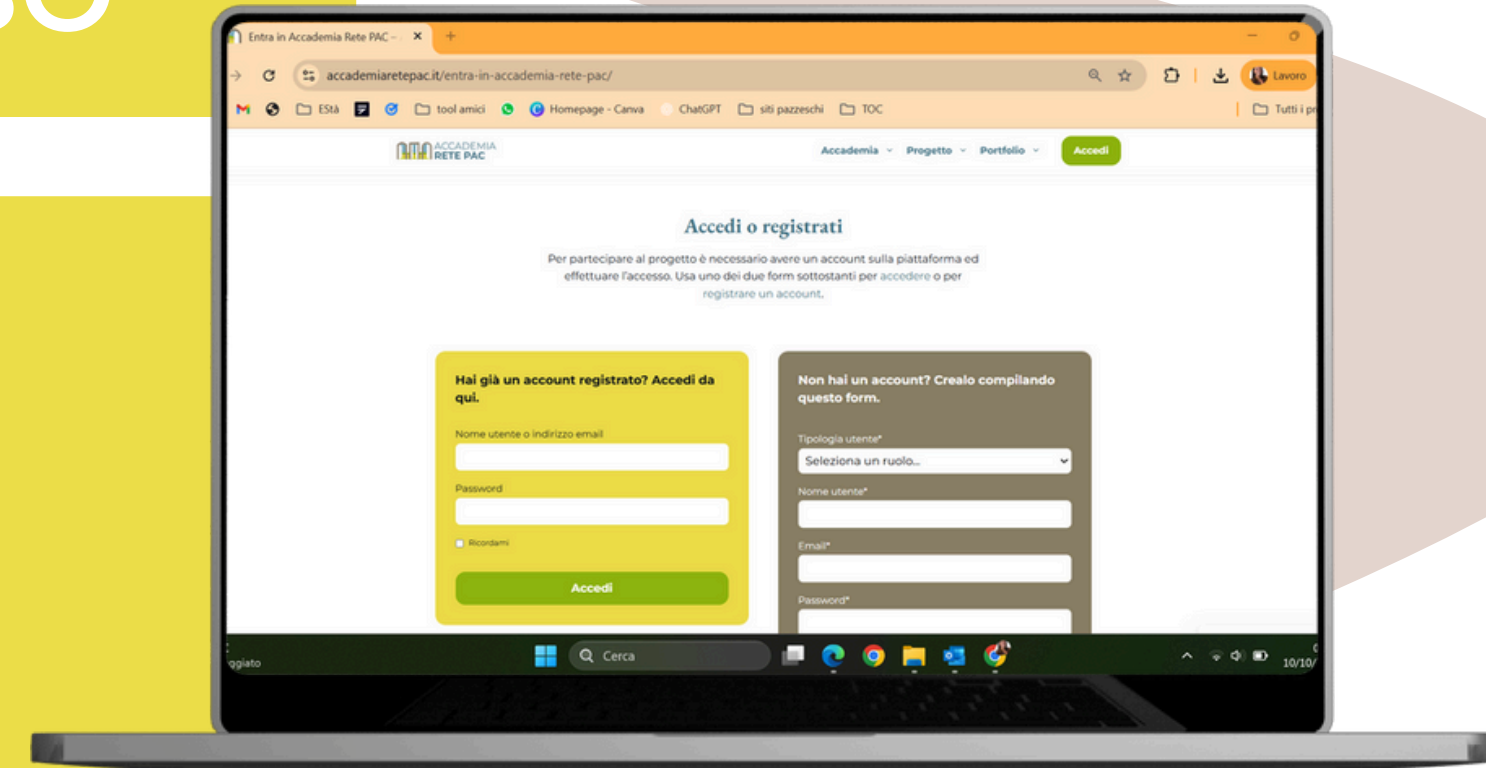 Entra in Accademia Rete PAC –
accademiaretepac.it/entra-in-accademia-rete-pac/
Lavoro
EStà
tool amici
Homepage - Canva
ChatGPT
siti pazzeschi
TOC
Tutti i
ACCADEMIA
RETE PAC
Accademia
Progetto
Portfolio
Accedi
Accedi o registrati
Per partecipare al progetto è necessario avere un account sulla piattaforma ed
effettuare l'accesso. Usa uno dei due form sottostanti per accedere o per
registrare un account.
Hai già un account registrato? Accedi da
qui.
Nome utente o indirizzo email
Password
Ricordami
Accedi
Non hai un account? Crealo compilando
questo form.
Tipologia utente*
Seleziona un ruolo...
Nome utente*
Email*
Password*
Cerca
10/10/